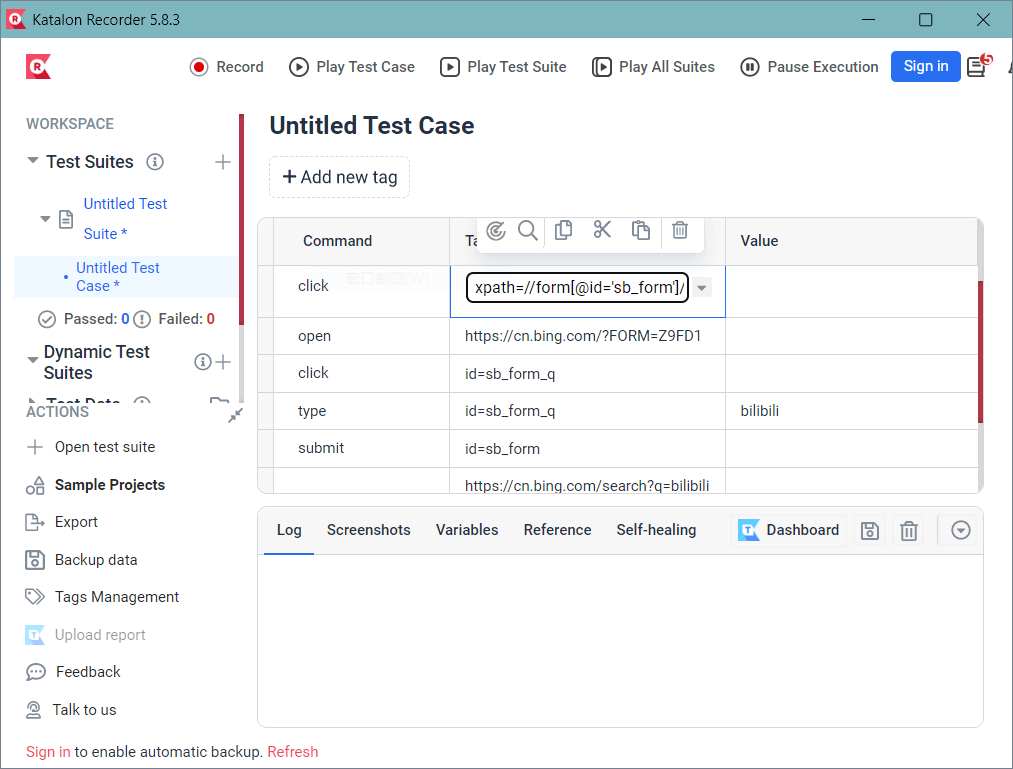 Katalon Recorder 5.8.3
Record Play Test Case Play Test Suite Play All Suites Pause Execution Sign in 5
WORKSPACE
Test Suites
Untitled Test
Suite *
Untitled Test
Case *
Passed: 0 Failed: 0
Dynamic Test
Suites
Test Data
ACTIONS
Open test suite
Sample Projects
Export
Backup data
Tags Management
Upload report
Feedback
Talk to us
Sign in to enable automatic backup. Refresh
Untitled Test Case
+ Add new tag
Command Ta Value
click xpath=//form[@id='sb_form']/
open https://cn.bing.com/?FORM=Z9FD1
click id=sb_form_q
type id=sb_form_q bilibili
submit id=sb_form
https://cn.bing.com/search?q=bilibili
Log Screenshots Variables Reference Self-healing Dashboard